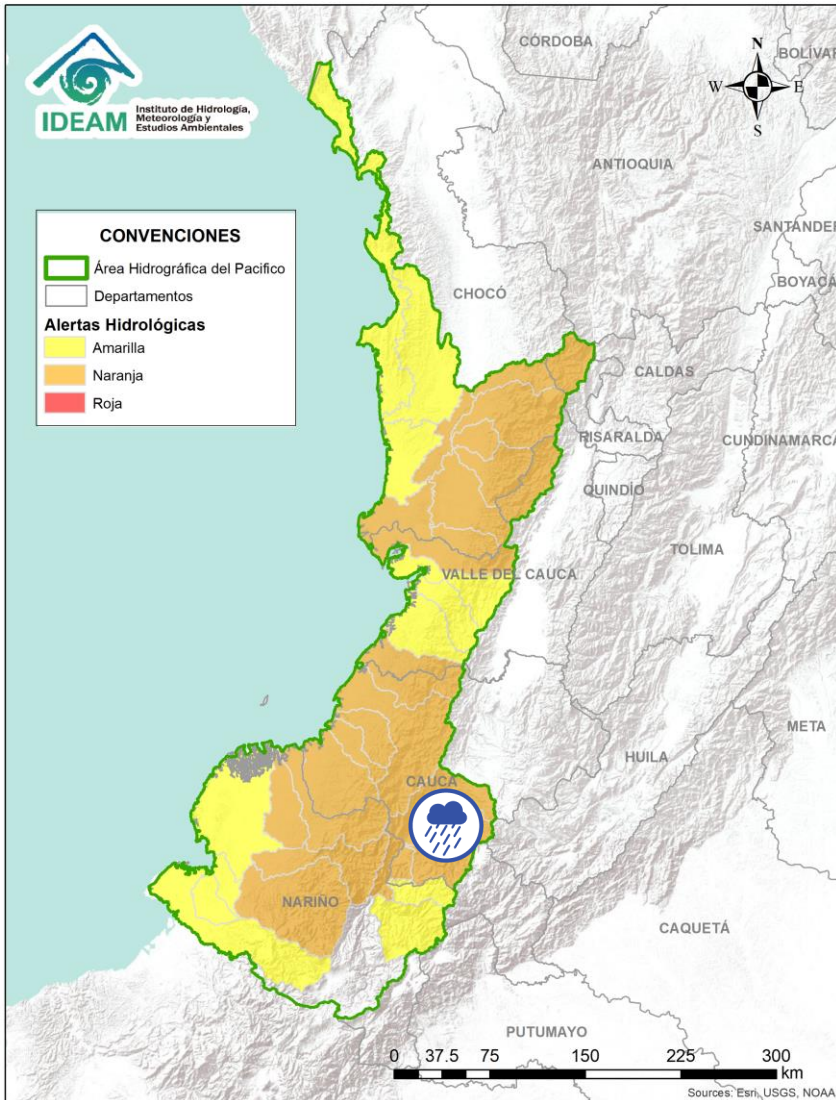 IDEAM
Instituto de Hidrología,
Meteorología y
Estudios Ambientales
N
W
E
S
CÓRDOBA
BOLÍVAR
ANTIOQUIA
SANTANDER
BOYACÁ
CHOCÓ
CALDAS
RISARALDA
CUNDINAMARCA
QUINDÍO
TOLIMA
VALLE DEL CAUCA
META
HUILA
CAUCA
NARIÑO
CAQUETÁ
PUTUMAYO
CONVENCIONES
Área Hidrográfica del Pacifico
Departamentos
Alertas Hidrológicas
Amarilla
Naranja
Roja
0 37.5 75 150 225 300
km
Sources: Esri, USGS, NOAA